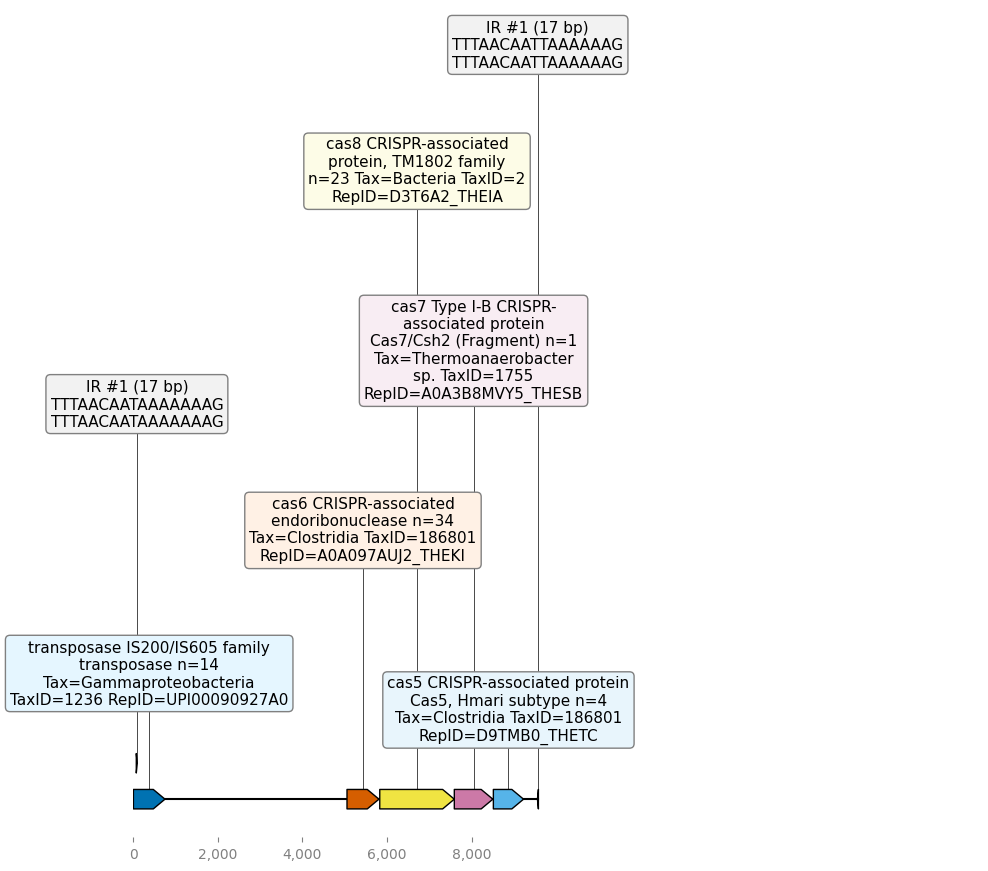 IR #1 (17 bp)
TTTAACAATTAAAAAAG
TTTAACAATTAAAAAAG
cas8 CRISPR-associated
protein, TM1802 family
n=23 Tax=Bacteria TaxID=2
RepID=D3T6A2_THEIA
cas7 Type I-B CRISPR-
associated protein
Cas7/Csh2 (Fragment) n=1
Tax=Thermoanaerobacter
sp. TaxID=1755
RepID=A0A3B8MVY5_THESB
IR #1 (17 bp)
TTTAACAATAAAAAAAG
TTTAACAATAAAAAAAG
cas6 CRISPR-associated
endoribonuclease n=34
Tax=Clostridia TaxID=186801
RepID=A0A097AUJ2_THEKI
transposase IS200/IS605 family
transposase n=14
Tax=Gammaproteobacteria
TaxID=1236 RepID=UPI00090927A0
cas5 CRISPR-associated protein
Cas5, Hmari subtype n=4
Tax=Clostridia TaxID=186801
RepID=D9TMB0_THETC
0 2,000 4,000 6,000 8,000